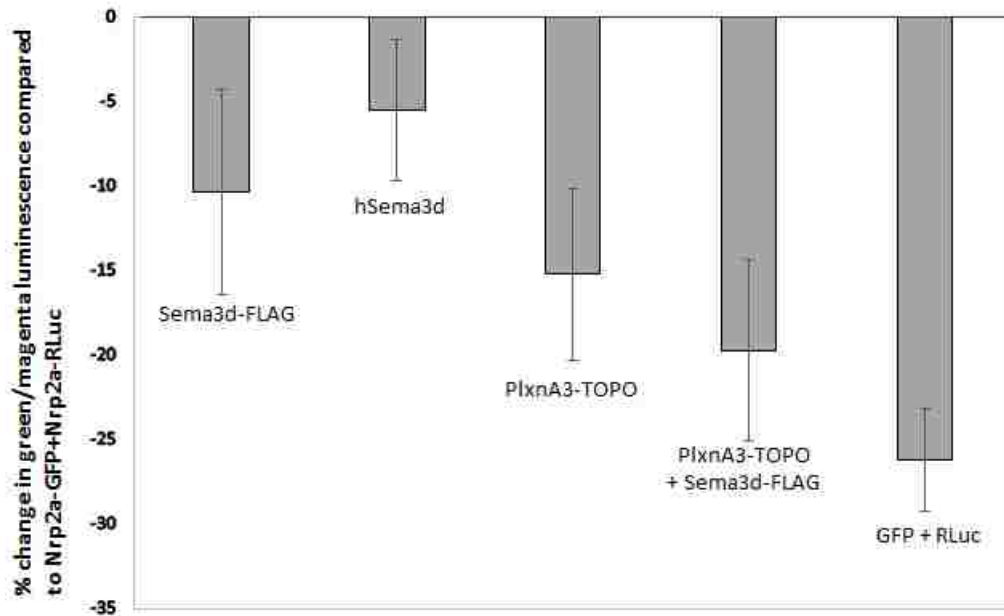 % change in green/magenta luminescence compared
to Nrp2a-GFP+Nrp2a-RLuc
0
-5
-10
-15
-20
-25
-30
-35
Sema3d-FLAG
hSema3d
PlxnA3-TOPO
PlxnA3-TOPO
+ Sema3d-FLAG
GFP + RLuc